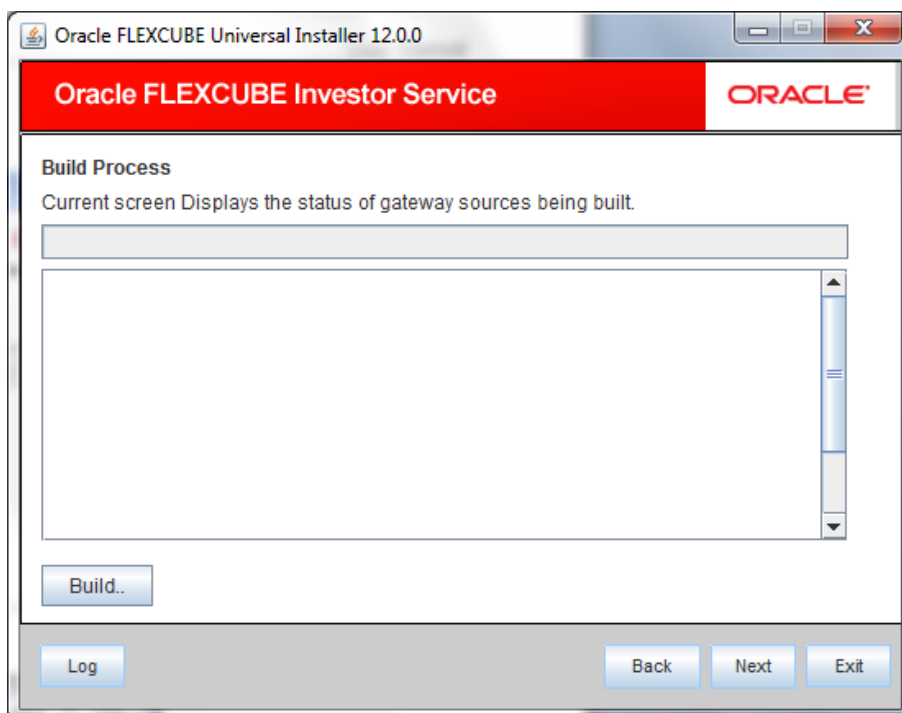 Oracle FLEXCUBE Universal Installer 12.0.0
Oracle FLEXCUBE Investor Service
ORACLE
Build Process
Current screen Displays the status of gateway sources being built.
Build..
Log
Back
Next
Exit